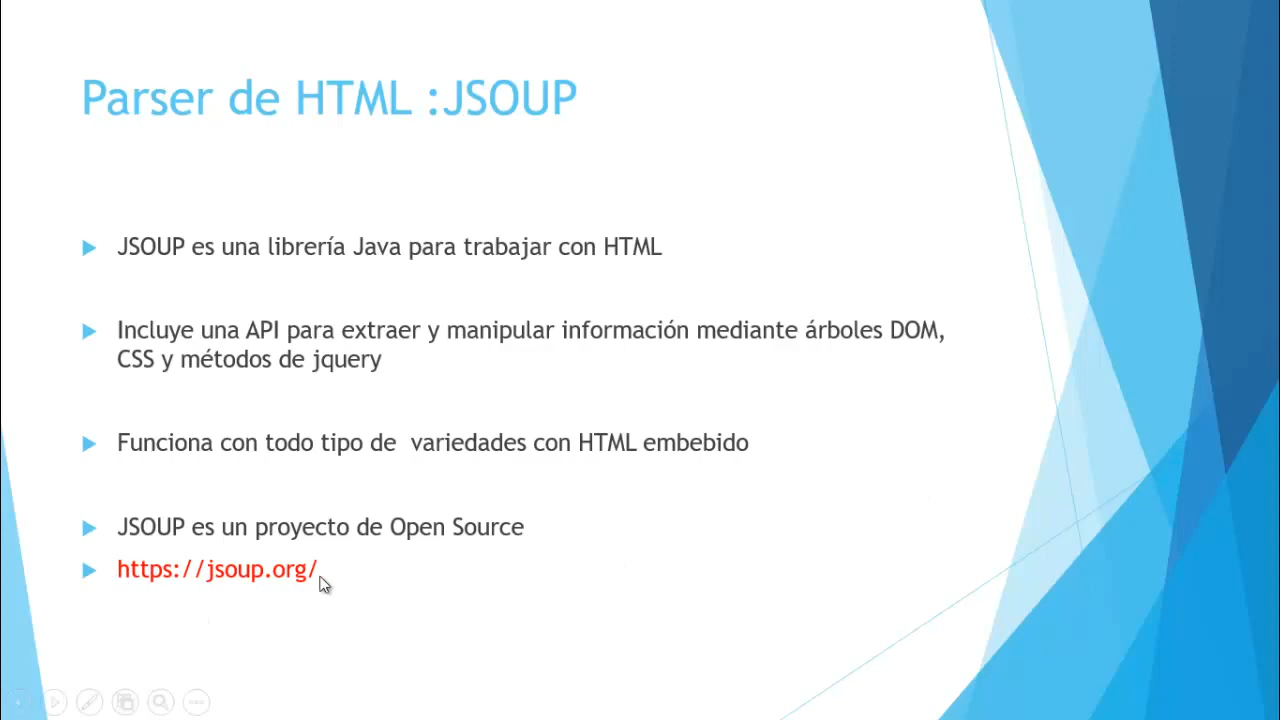 Parser de HTML :JSOUP
JSOUP es una librería Java para trabajar con HTML
Incluye una API para extraer y manipular información mediante árboles DOM,
CSS y métodos de jquery
Funciona con todo tipo de  variedades con HTML embebido
JSOUP es un proyecto de Open Source
https://jsoup.org/